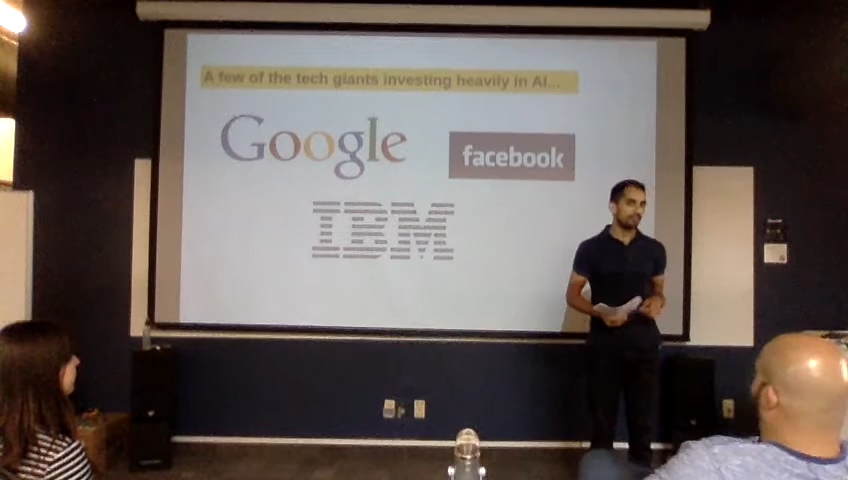 A few of the tech giants investing heavily in AI...
Google
facebook
IBM